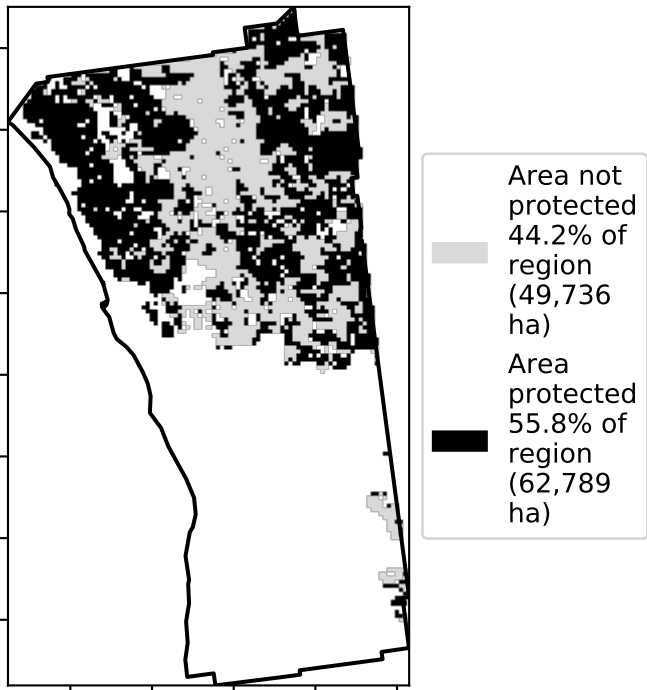 Area not
protected
44.2% of
region
(49,736
ha)
Area
protected
55.8% of
region
(62,789
ha)